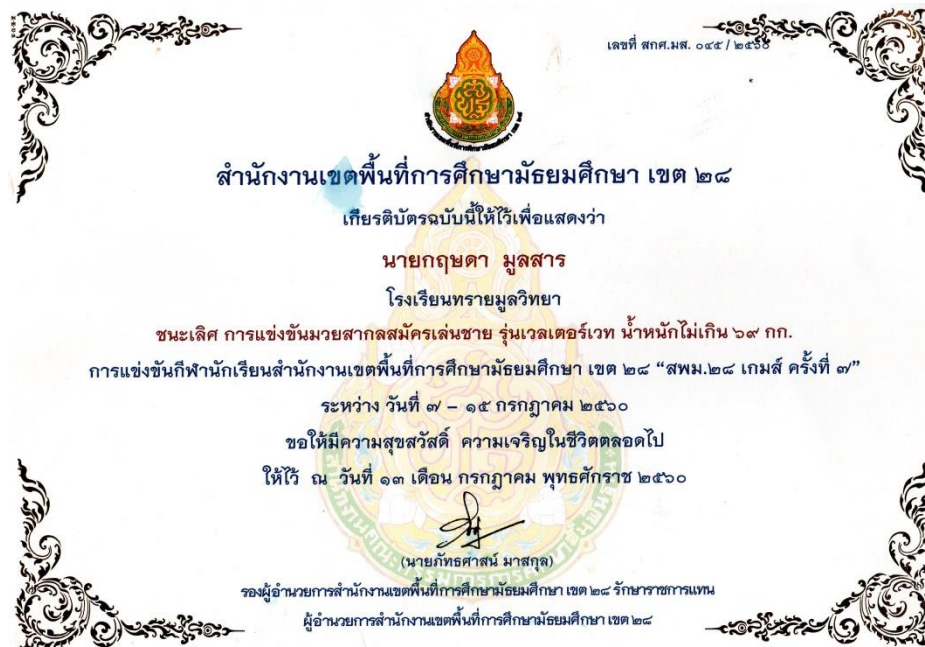 เลขที่ สกศ.มส. ๐๔๕ / ๒๕๖๐
สำนักงานเขตพื้นที่การศึกษามัธยมศึกษา เขต ๒๘
เกียรติบัตรฉบับนี้ให้ไว้เพื่อแสดงว่า
นายกฤษดา มูลสาร
โรงเรียนทรายมูลวิทยา
ชนะเลิศ การแข่งขันมวยสากลสมัครเล่นชาย รุ่นเวลเตอร์เวท น้ำหนักไม่เกิน ๖๙ กก.
การแข่งขันกีฬานักเรียนสำนักงานเขตพื้นที่การศึกษามัธยมศึกษา เขต ๒๘ “สพม.๒๘ เกมส์ ครั้งที่ ๗”
ระหว่าง วันที่ ๗ – ๑๕ กรกฎาคม ๒๕๖๐
ขอให้มีความสุขสวัสดิ์ ความเจริญในชีวิตตลอดไป
ให้ไว้ ณ วันที่ ๑๓ เดือน กรกฎาคม พุทธศักราช ๒๕๖๐
(นายภัทรศาสน์ มาสกุล)
รองผู้อำนวยการสำนักงานเขตพื้นที่การศึกษามัธยมศึกษา เขต ๒๘ รักษาราชการแทน
ผู้อำนวยการสำนักงานเขตพื้นที่การศึกษามัธยมศึกษา เขต ๒๘